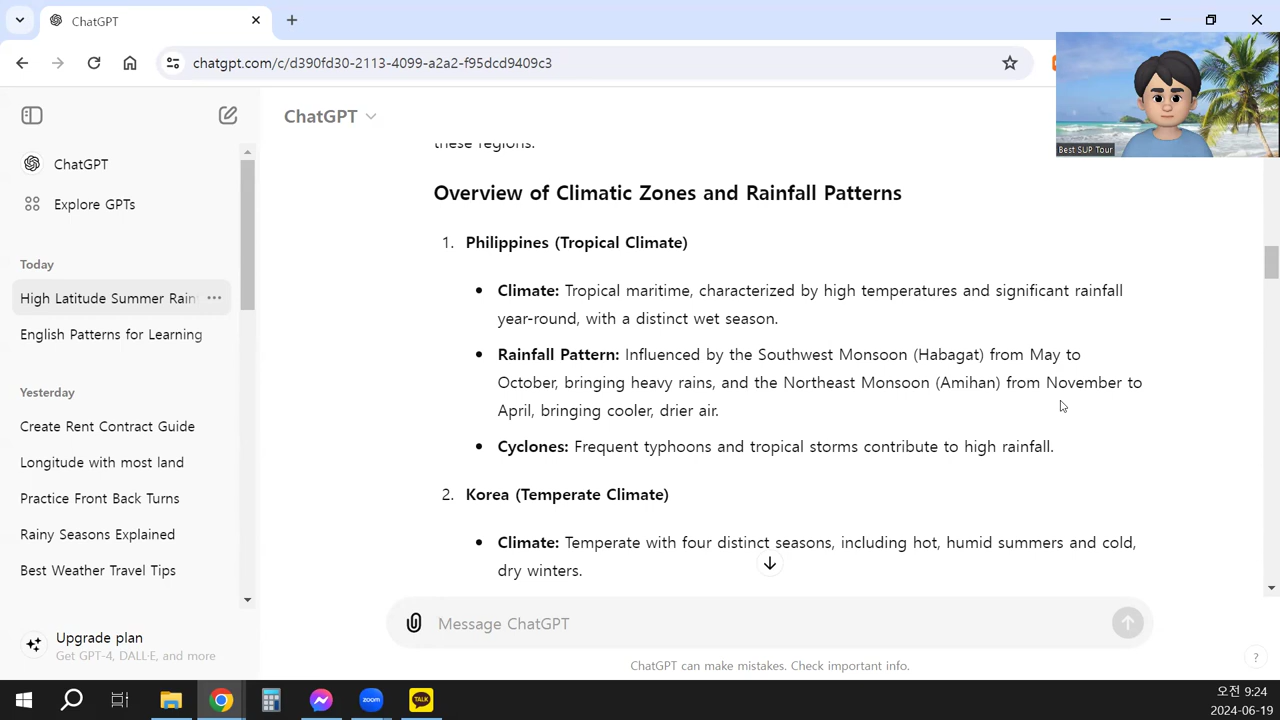 ChatGPT
chatgpt.com/c/d390fd30-2113-4099-a2a2-f95dcd9409c3
Best SUP Tour
ChatGPT
ChatGPT
Explore GPTs
Today
High Latitude Summer Rain
English Patterns for Learning
Yesterday
Create Rent Contract Guide
Longitude with most land
Practice Front Back Turns
Rainy Seasons Explained
Best Weather Travel Tips
Upgrade plan
Get GPT-4, DALL·E, and more
these regions.
Overview of Climatic Zones and Rainfall Patterns
1. Philippines (Tropical Climate)
• Climate: Tropical maritime, characterized by high temperatures and significant rainfall
year-round, with a distinct wet season.
• Rainfall Pattern: Influenced by the Southwest Monsoon (Habagat) from May to
October, bringing heavy rains, and the Northeast Monsoon (Amihan) from November to
April, bringing cooler, drier air.
• Cyclones: Frequent typhoons and tropical storms contribute to high rainfall.
2. Korea (Temperate Climate)
• Climate: Temperate with four distinct seasons, including hot, humid summers and cold,
dry winters.
Message ChatGPT
ChatGPT can make mistakes. Check important info.
?
zoom
TALK
오전 9:24
2024-06-19